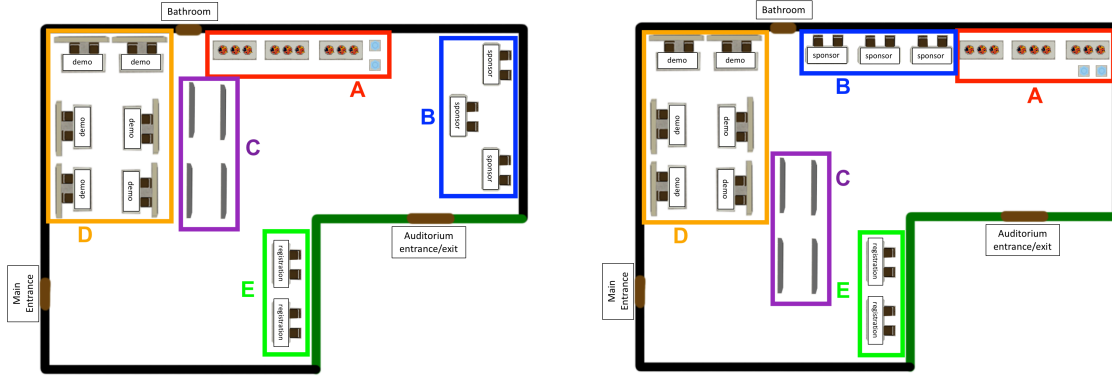 Bathroom
demo
demo
A
sponsor
B
sponsor
demo
demo
C
sponsor
demo
demo
D
Auditorium
entrance/exit
registration
E
registration
Main
Entrance
Bathroom
demo
demo
sponsor
sponsor
sponsor
B
A
demo
demo
C
demo
demo
D
Auditorium
entrance/exit
registration
E
registration
Main
Entrance